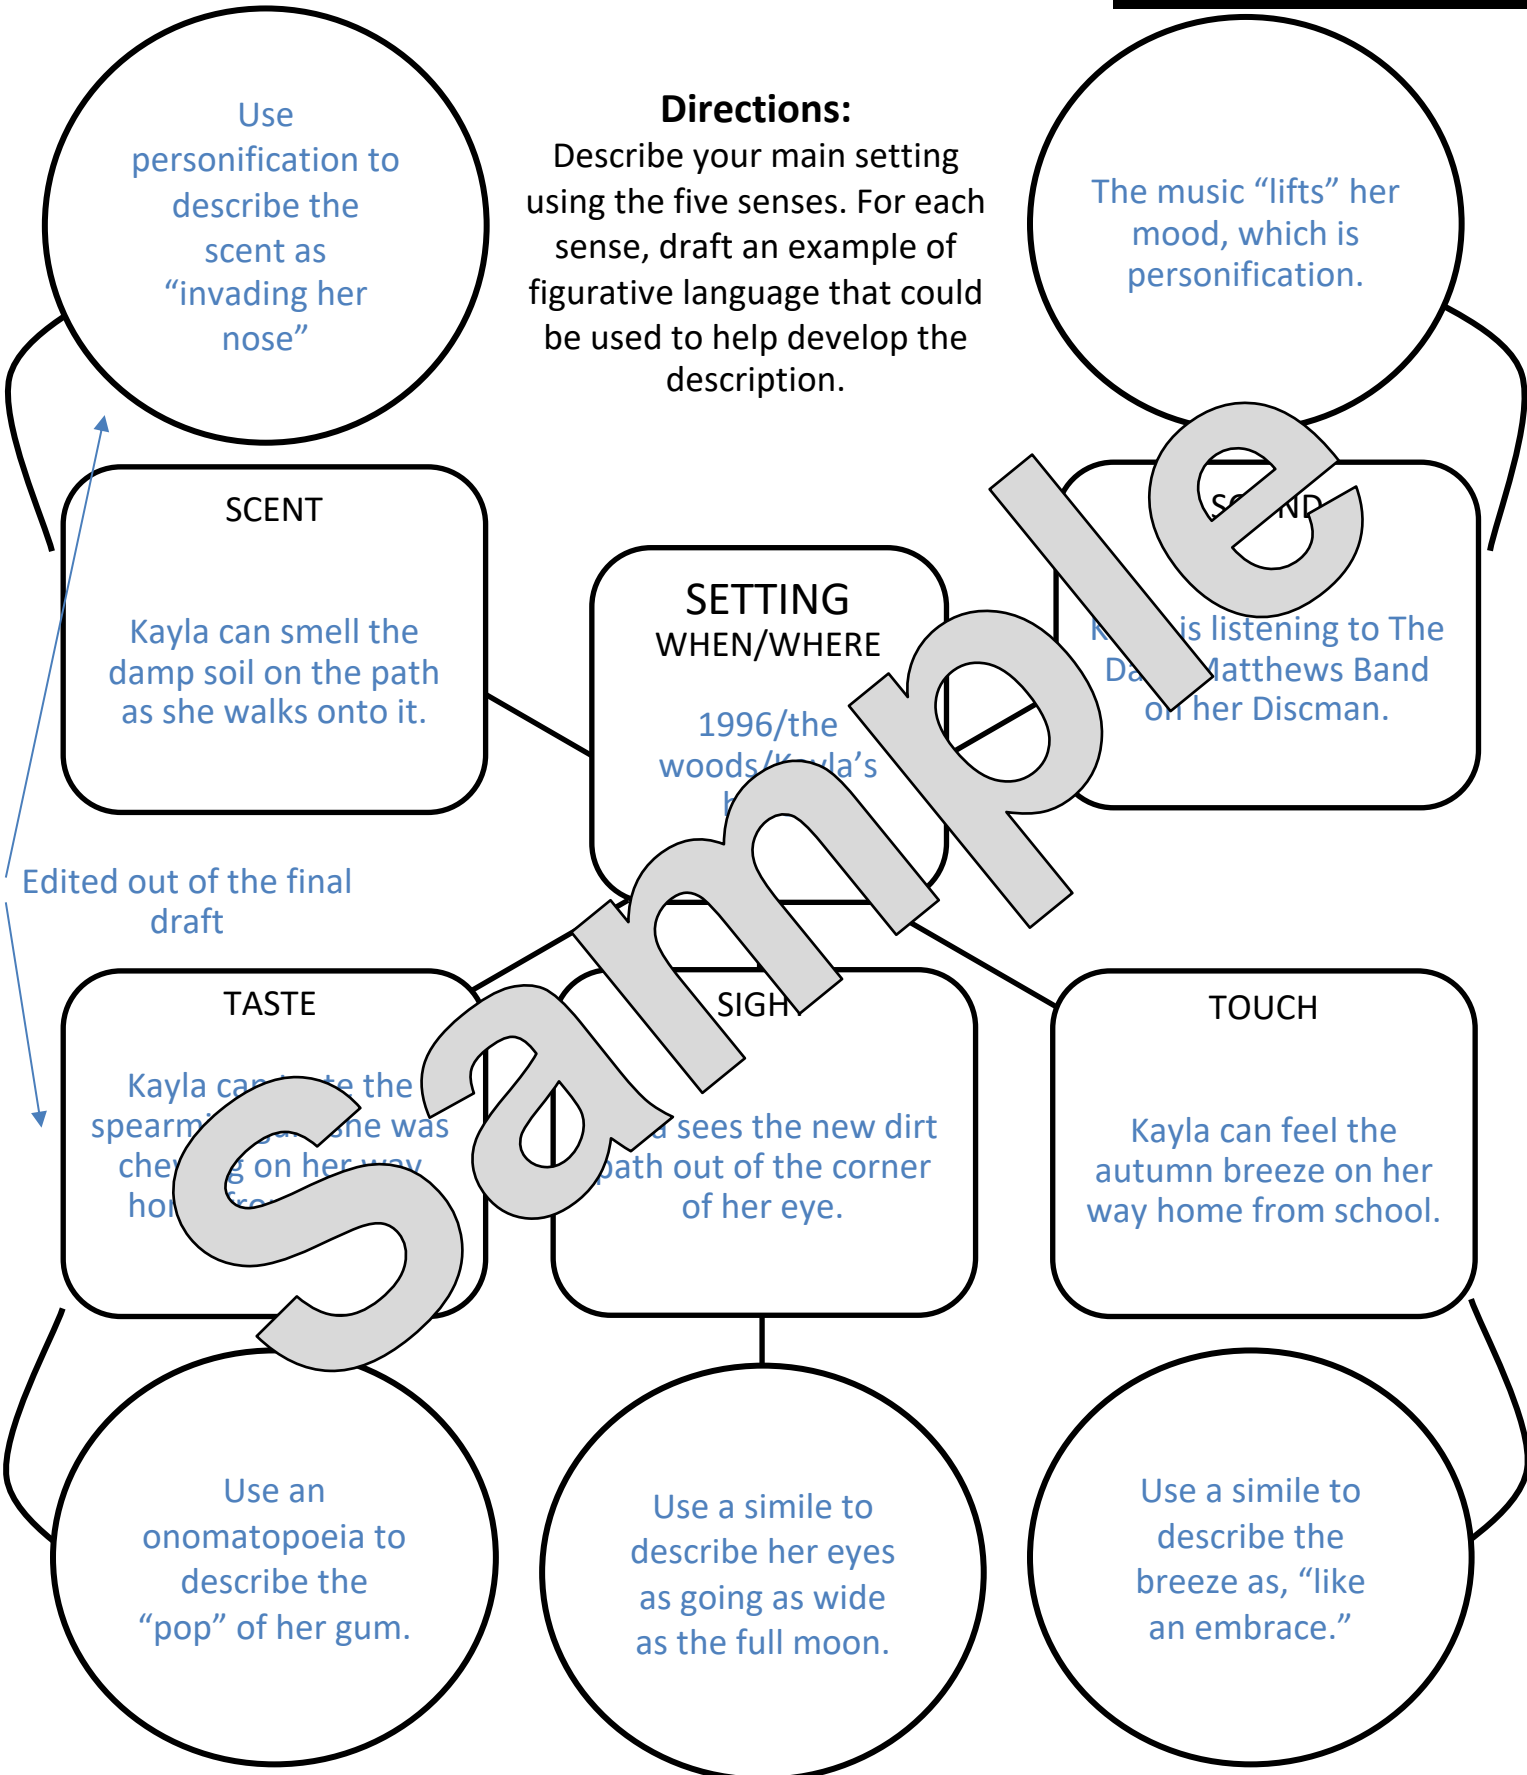 Use
personification to
describe the
scent as
“invading her
nose”
Directions:
Describe your main setting
using the five senses. For each
sense, draft an example of
figurative language that could
be used to help develop the
description.
The music “lifts” her
mood, which is
personification.
SCENT
Kayla can smell the
damp soil on the path
as she walks onto it.
SETTING
WHEN/WHERE
1996/the
woods/Kayla’s
SOUND
is listening to The
Matthews Band
on her Discman.
Edited out of the final
draft
TASTE
Kayla can the
she was
chewing on her way
SIGHT
sees the new dirt
path out of the corner
of her eye.
TOUCH
Kayla can feel the
autumn breeze on her
way home from school.
Use an
onomatopoeia to
describe the
“pop” of her gum.
Use a simile to
describe her eyes
as going as wide
as the full moon.
Use a simile to
describe the
breeze as, “like
an embrace.”
Sample